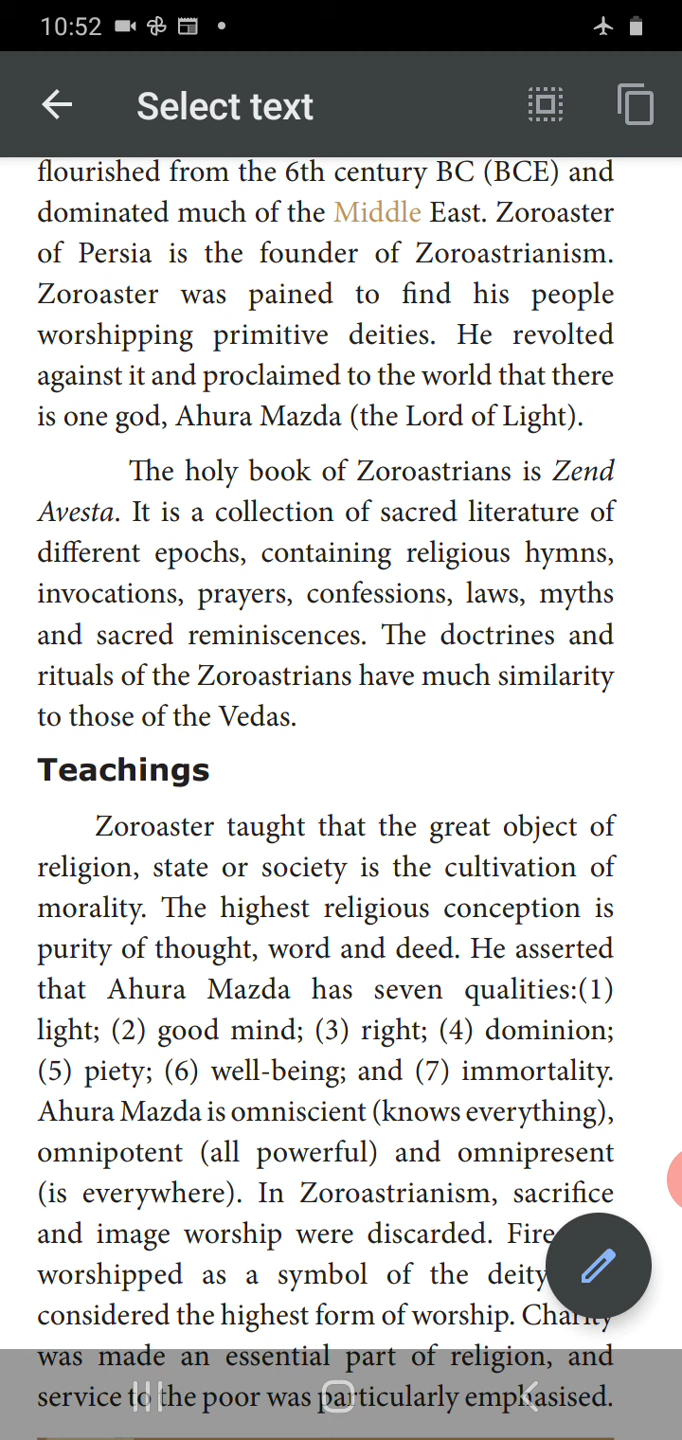 10:52
Select text
flourished from the 6th century BC (BCE) and
dominated much of the Middle East. Zoroaster
of Persia is the founder of Zoroastrianism.
Zoroaster was pained to find his people
worshipping primitive deities. He revolted
against it and proclaimed to the world that there
is one god, Ahura Mazda (the Lord of Light).
The holy book of Zoroastrians is Zend
Avesta. It is a collection of sacred literature of
different epochs, containing religious hymns,
invocations, prayers, confessions, laws, myths
and sacred reminiscences. The doctrines and
rituals of the Zoroastrians have much similarity
to those of the Vedas.
Teachings
Zoroaster taught that the great object of
religion, state or society is the cultivation of
morality. The highest religious conception is
purity of thought, word and deed. He asserted
that Ahura Mazda has seven qualities:(1)
light; (2) good mind; (3) right; (4) dominion;
(5) piety; (6) well-being; and (7) immortality.
Ahura Mazda is omniscient (knows everything),
omnipotent (all powerful) and omnipresent
(is everywhere). In Zoroastrianism, sacrifice
and image worship were discarded. Fire
worshipped as a symbol of the deity
considered the highest form of worship. Charity
was made an essential part of religion, and
service to the poor was particularly emphasised.